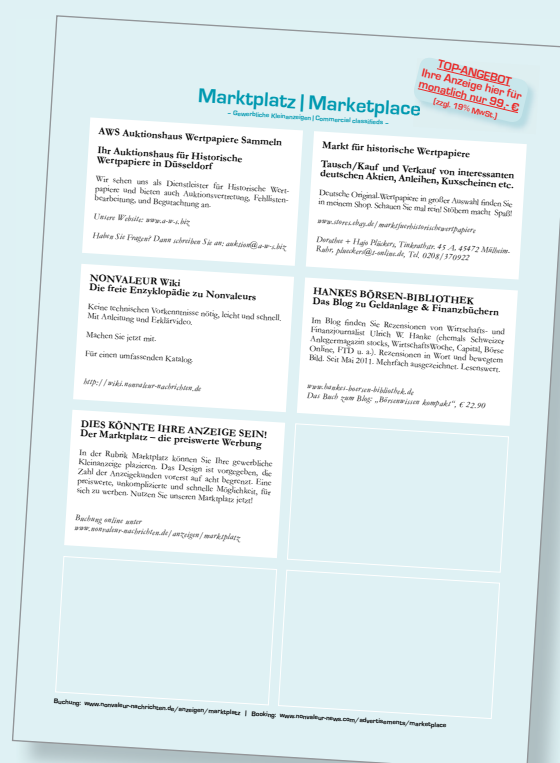 TOP-ANGEBOT
Ihre Anzeige hier für
monatlich nur 99,- €
(zzgl. 19% MwSt.)
Marktplatz | Marketplace
– Gewerbliche Kleinanzeigen | Commercial classifieds –
AWS Auktionshaus Wertpapiere Sammeln
Ihr Auktionshaus für Historische
Wertpapiere in Düsseldorf
Wir sehen uns als Dienstleister für Historische Wert-
papiere und bieten auch Auktionsvertretung, Fehllisten-
bearbeitung, und Begutachtung an.
Unsere Website: www.a-w-s.biz
Haben Sie Fragen? Dann schreiben Sie an: auktion@a-w-s.biz
Markt für historische Wertpapiere
Tausch/Kauf und Verkauf von interessanten
deutschen Aktien, Anleihen, Kuxscheinen etc.
Deutsche Original-Wertpapiere in großer Auswahl finden Sie
in meinem Shop. Schauen Sie mal rein! Stöbern macht Spaß!
www.stores.ebay.de/marktfuerhistorischewertpapiere
Dorothee + Hajo Plückers, Tinkrathstr. 45 A, 45472 Mülheim-
Ruhr, plueckers@t-online.de, Tel. 0208/370922
NONVALEUR Wiki
Die freie Enzyklopädie zu Nonvaleurs
Keine technischen Vorkenntnisse nötig, leicht und schnell.
Mit Anleitung und Erklärvideo.
Machen Sie jetzt mit.
Für einen umfassenden Katalog.
http://wiki.nonvaleur-nachrichten.de
HANKES BÖRSEN-BIBLIOTHEK
Das Blog zu Geldanlage & Finanzbüchern
Im Blog finden Sie Rezensionen von Wirtschafts- und
Finanzjournalist Ulrich W. Hanke (ehemals Schweizer
Anlegermagazin stocks, WirtschaftsWoche, Capital, Börse
Online, FTD u. a.). Rezensionen in Wort und bewegtem
Bild. Seit Mai 2011. Mehrfach ausgezeichnet. Lesenswert.
www.hankes-boersen-bibliothek.de
Das Buch zum Blog: „Börsenwissen kompakt“, € 22,90
DIES KÖNNTE IHRE ANZEIGE SEIN!
Der Marktplatz – die preiswerte Werbung
In der Rubrik Marktplatz können Sie Ihre gewerbliche
Kleinanzeige plazieren. Das Design ist vorgegeben, die
Zahl der Anzeigekunden vorerst auf acht begrenzt. Eine
preiswerte, unkomplizierte und schnelle Möglichkeit, für
sich zu werben. Nutzen Sie unseren Marktplatz jetzt!
Buchung online unter
www.nonvaleur-nachrichten.de/anzeigen/marktplatz
Buchung: www.nonvaleur-nachrichten.de/anzeigen/marktplatz | Booking: www.nonvaleur-news.com/advertisements/marketplace